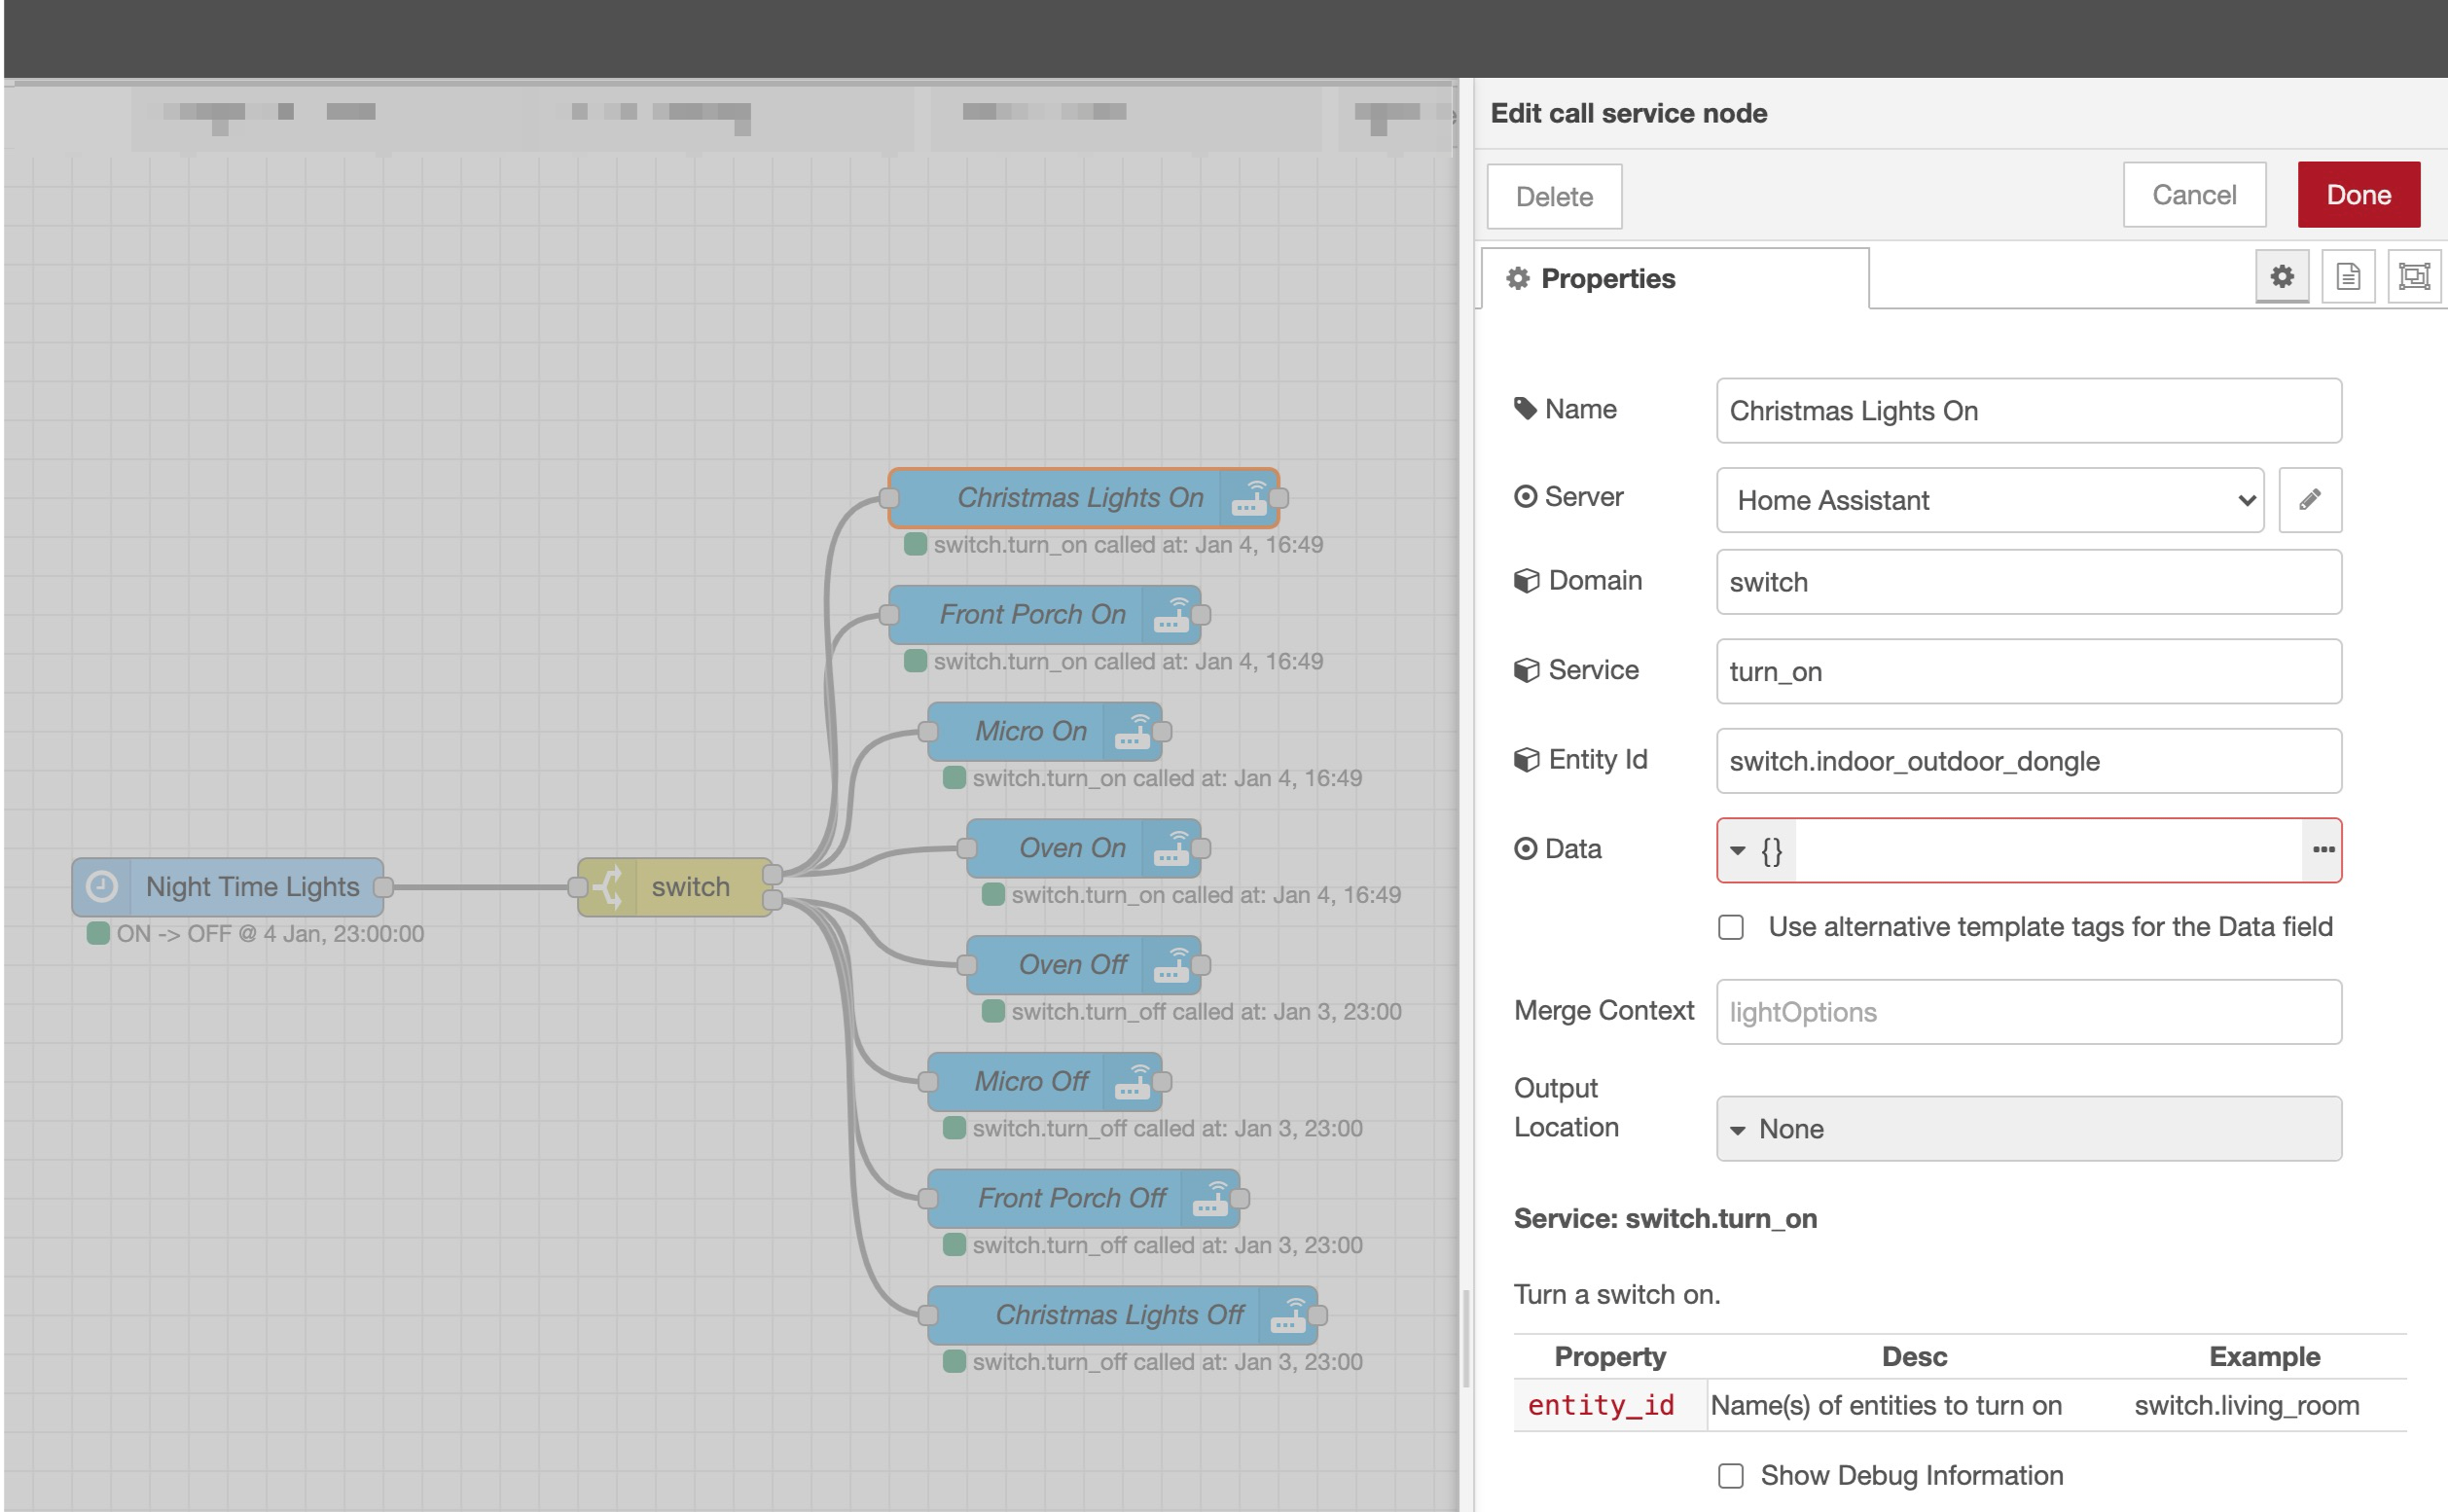 Edit call service node
Delete
Cancel
Done
Properties
Name
Christmas Lights On
Server
Home Assistant
Domain
switch
Service
turn_on
Entity Id
switch.indoor_outdoor_dongle
Data
{}
Use alternative template tags for the Data field
Merge Context
lightOptions
Output
Location
None
Service: switch.turn_on
Turn a switch on.
Property Desc Example
entity_id Name(s) of entities to turn on switch.living_room
Show Debug Information
Night Time Lights
ON -> OFF @ 4 Jan, 23:00:00
switch
Christmas Lights On
switch.turn_on called at: Jan 4, 16:49
Front Porch On
switch.turn_on called at: Jan 4, 16:49
Micro On
switch.turn_on called at: Jan 4, 16:49
Oven On
switch.turn_on called at: Jan 4, 16:49
Oven Off
switch.turn_off called at: Jan 3, 23:00
Micro Off
switch.turn_off called at: Jan 3, 23:00
Front Porch Off
switch.turn_off called at: Jan 3, 23:00
Christmas Lights Off
switch.turn_off called at: Jan 3, 23:00